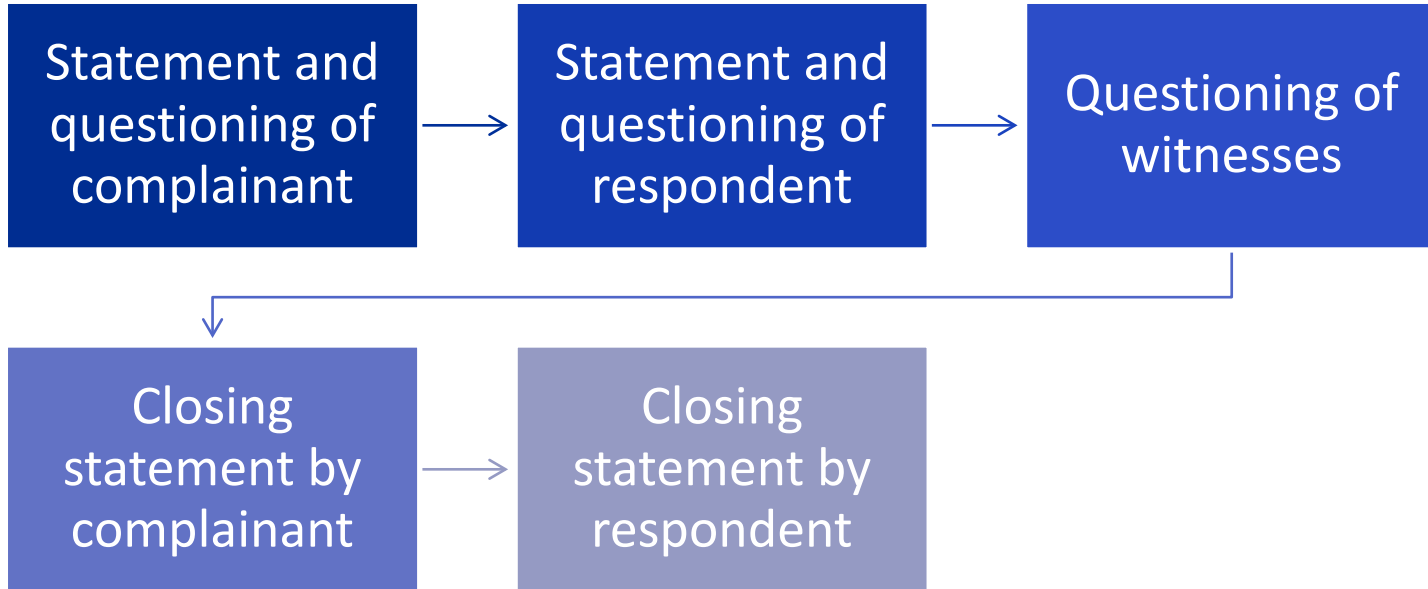 Statement and
questioning of
complainant
Statement and
questioning of
respondent
Questioning of
witnesses
Closing
statement by
complainant
Closing
statement by
respondent